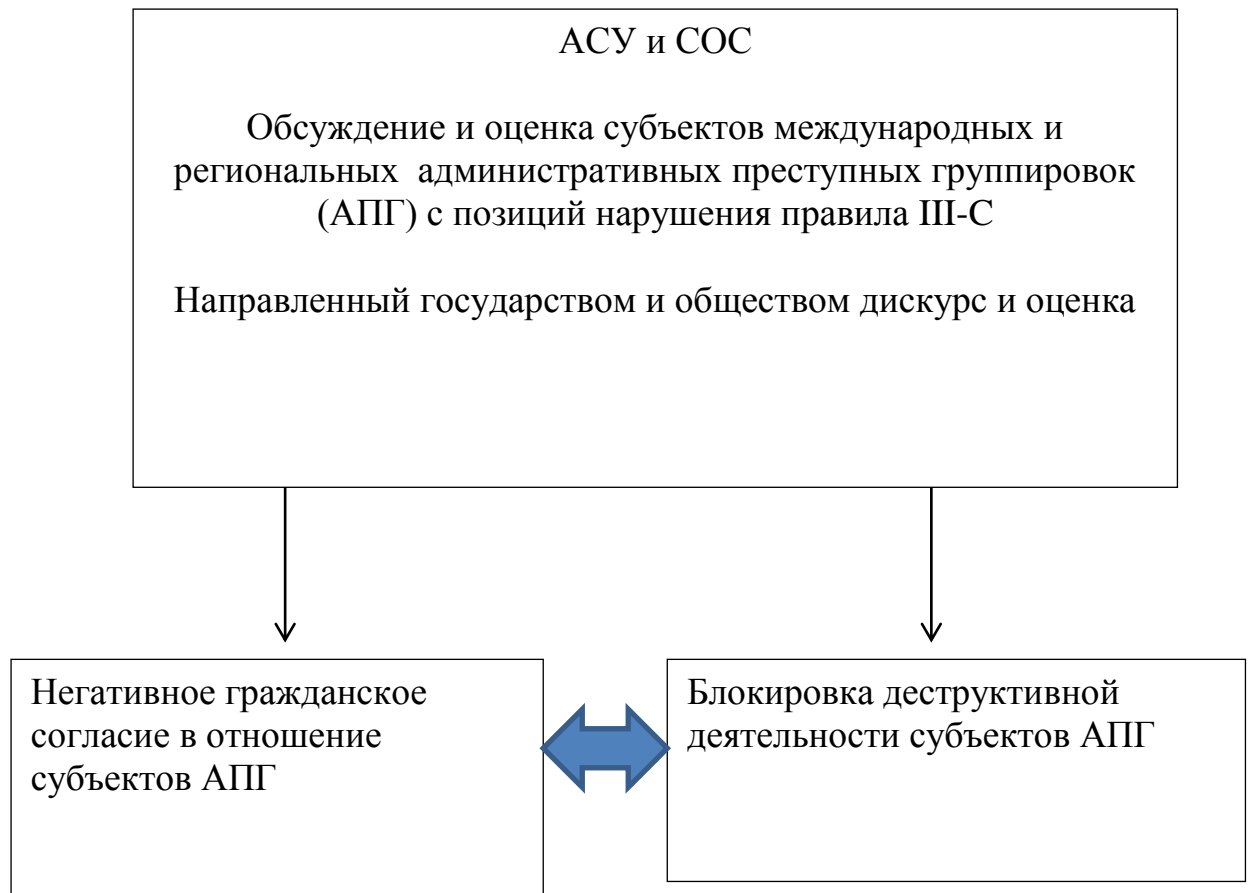 АСУ и СОС
Обсуждение и оценка субъектов международных и
региональных административных преступных группировок
(АПГ) с позиций нарушения правила III-С
Направленный государством и обществом дискурс и оценка
Негативное гражданское
согласие в отношение
субъектов АПГ
Блокировка деструктивной
деятельности субъектов АПГ